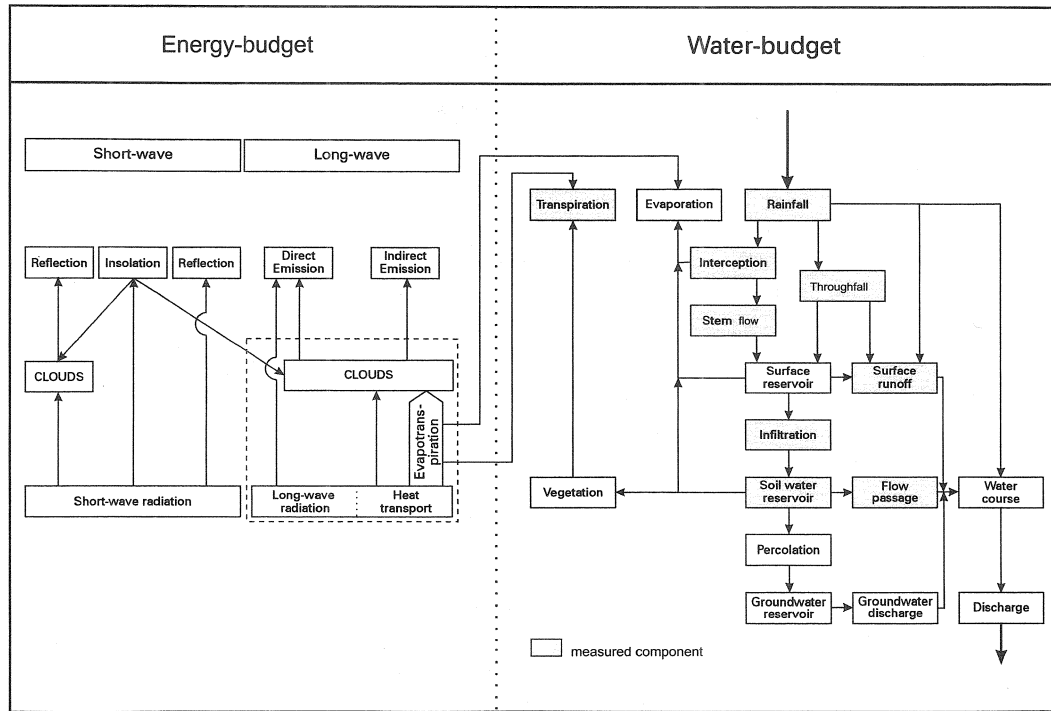 Energy-budget
Water-budget
Short-wave
Long-wave
Transpiration
Evaporation
Rainfall
Reflection
Insolation
Reflection
Direct
Emission
Indirect
Emission
Interception
Throughfall
Stem flow
CLOUDS
CLOUDS
Surface
reservoir
Surface
runoff
Evapotrans-
piration
Infiltration
Short-wave radiation
Long-wave
radiation
Heat
transport
Vegetation
Soil water
reservoir
Flow
passage
Water
course
Percolation
Groundwater
reservoir
Groundwater
discharge
Discharge
measured component